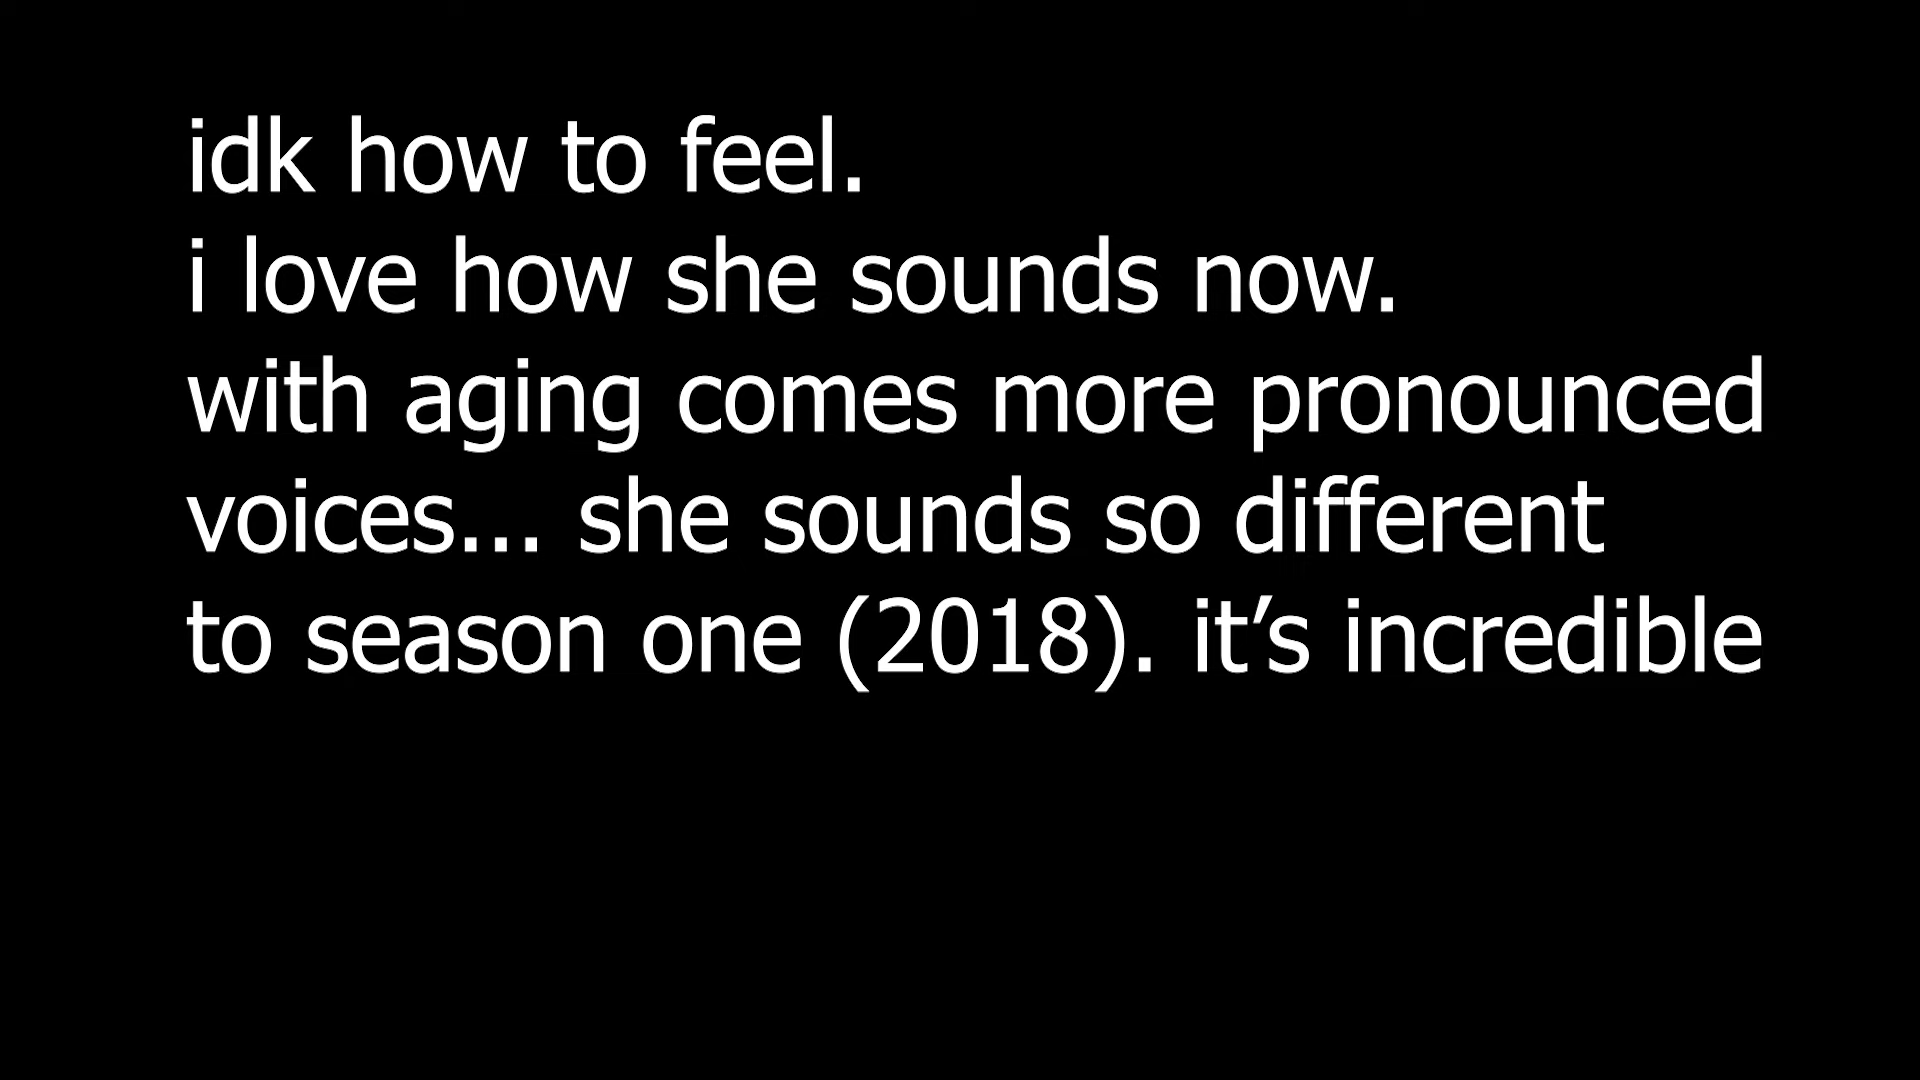 idk how to feel.
i love how she sounds now.
with aging comes more pronounced
voices... she sounds so different
to season one (2018). it’s incredible